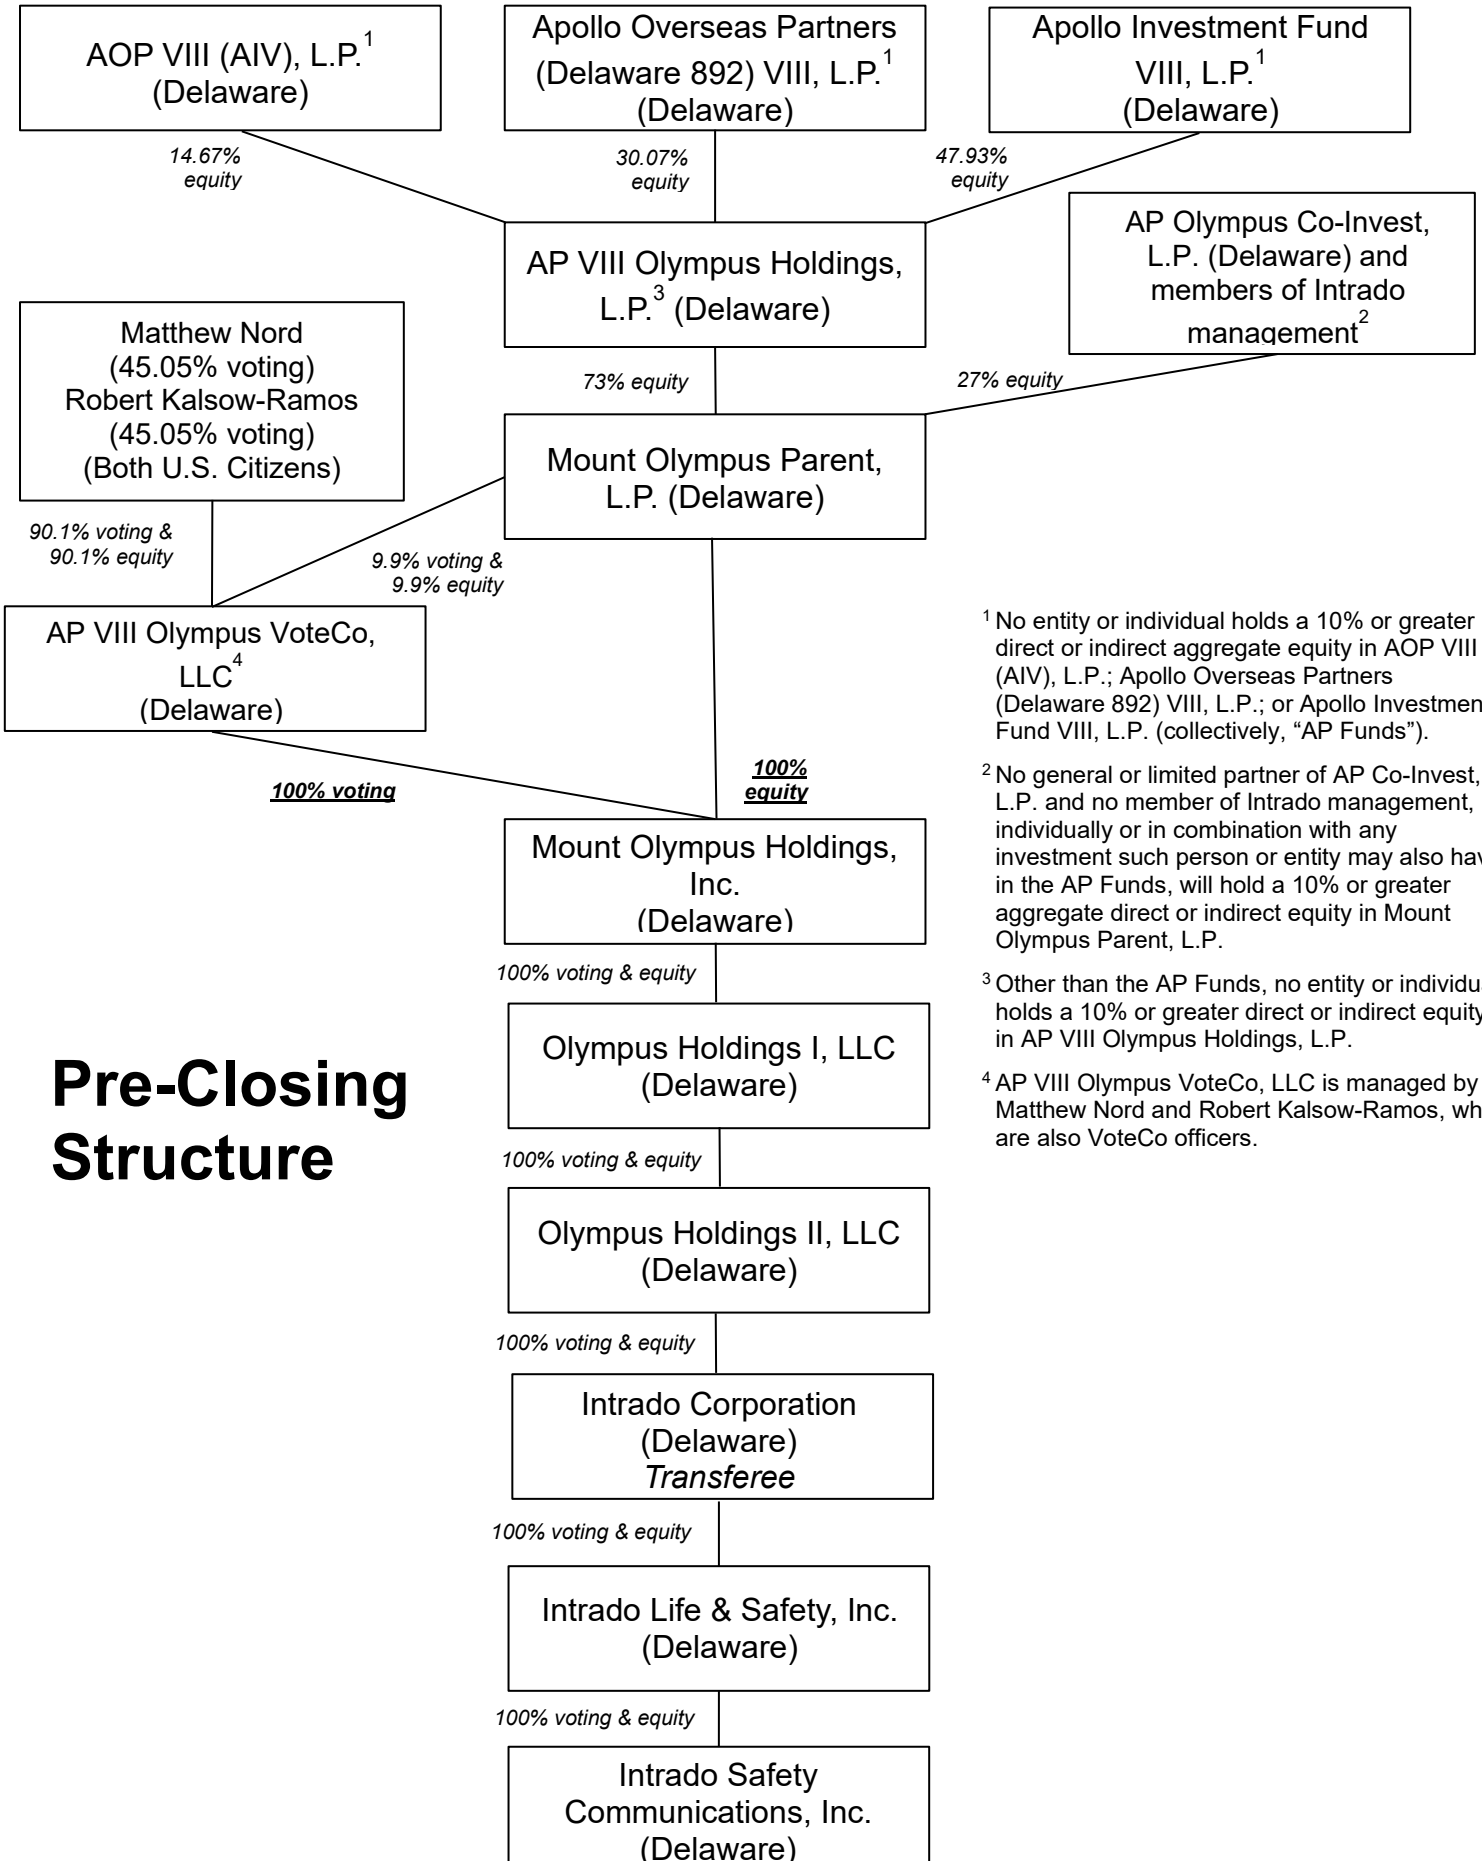 AOP VIII (AIV), L.P.1
(Delaware)
Apollo Overseas Partners
(Delaware 892) VIII, L.P.1
(Delaware)
Apollo Investment Fund
VIII, L.P.1
(Delaware)
14.67%
equity
30.07%
equity
47.93%
equity
AP VIII Olympus Holdings,
L.P.3 (Delaware)
AP Olympus Co-Invest,
L.P. (Delaware) and
members of Intrado
management2
Matthew Nord
(45.05% voting)
Robert Kalsow-Ramos
(45.05% voting)
(Both U.S. Citizens)
73% equity
27% equity
Mount Olympus Parent,
L.P. (Delaware)
90.1% voting &
90.1% equity
9.9% voting &
9.9% equity
AP VIII Olympus VoteCo,
LLC4
(Delaware)
100% voting
100%
equity
Mount Olympus Holdings,
Inc.
(Delaware)
100% voting & equity
Olympus Holdings I, LLC
(Delaware)
100% voting & equity
Olympus Holdings II, LLC
(Delaware)
100% voting & equity
Intrado Corporation
(Delaware)
Transferee
100% voting & equity
Intrado Life & Safety, Inc.
(Delaware)
100% voting & equity
Intrado Safety
Communications, Inc.
(Delaware)
Pre-Closing
Structure
1 No entity or individual holds a 10% or greater
direct or indirect aggregate equity in AOP VIII
(AIV), L.P.; Apollo Overseas Partners
(Delaware 892) VIII, L.P.; or Apollo Investmen
Fund VIII, L.P. (collectively, “AP Funds”).
2 No general or limited partner of AP Co-Invest,
L.P. and no member of Intrado management,
individually or in combination with any
investment such person or entity may also hav
in the AP Funds, will hold a 10% or greater
aggregate direct or indirect equity in Mount
Olympus Parent, L.P.
3 Other than the AP Funds, no entity or individu
holds a 10% or greater direct or indirect equity
in AP VIII Olympus Holdings, L.P.
4 AP VIII Olympus VoteCo, LLC is managed by
Matthew Nord and Robert Kalsow-Ramos, wh
are also VoteCo officers.